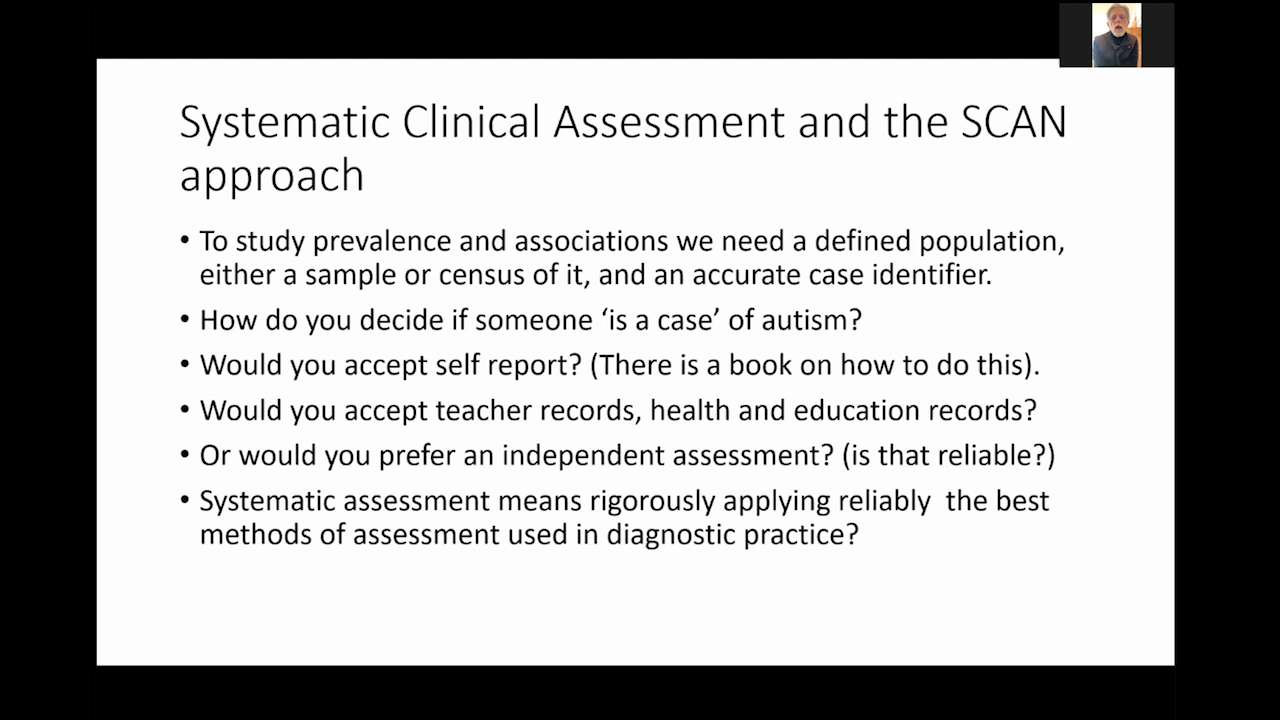 Systematic Clinical Assessment and the SCAN
approach
• To study prevalence and associations we need a defined population,
either a sample or census of it, and an accurate case identifier.
• How do you decide if someone ‘is a case’ of autism?
• Would you accept self report? (There is a book on how to do this).
• Would you accept teacher records, health and education records?
• Or would you prefer an independent assessment? (is that reliable?)
• Systematic assessment means rigorously applying reliably  the best
methods of assessment used in diagnostic practice?